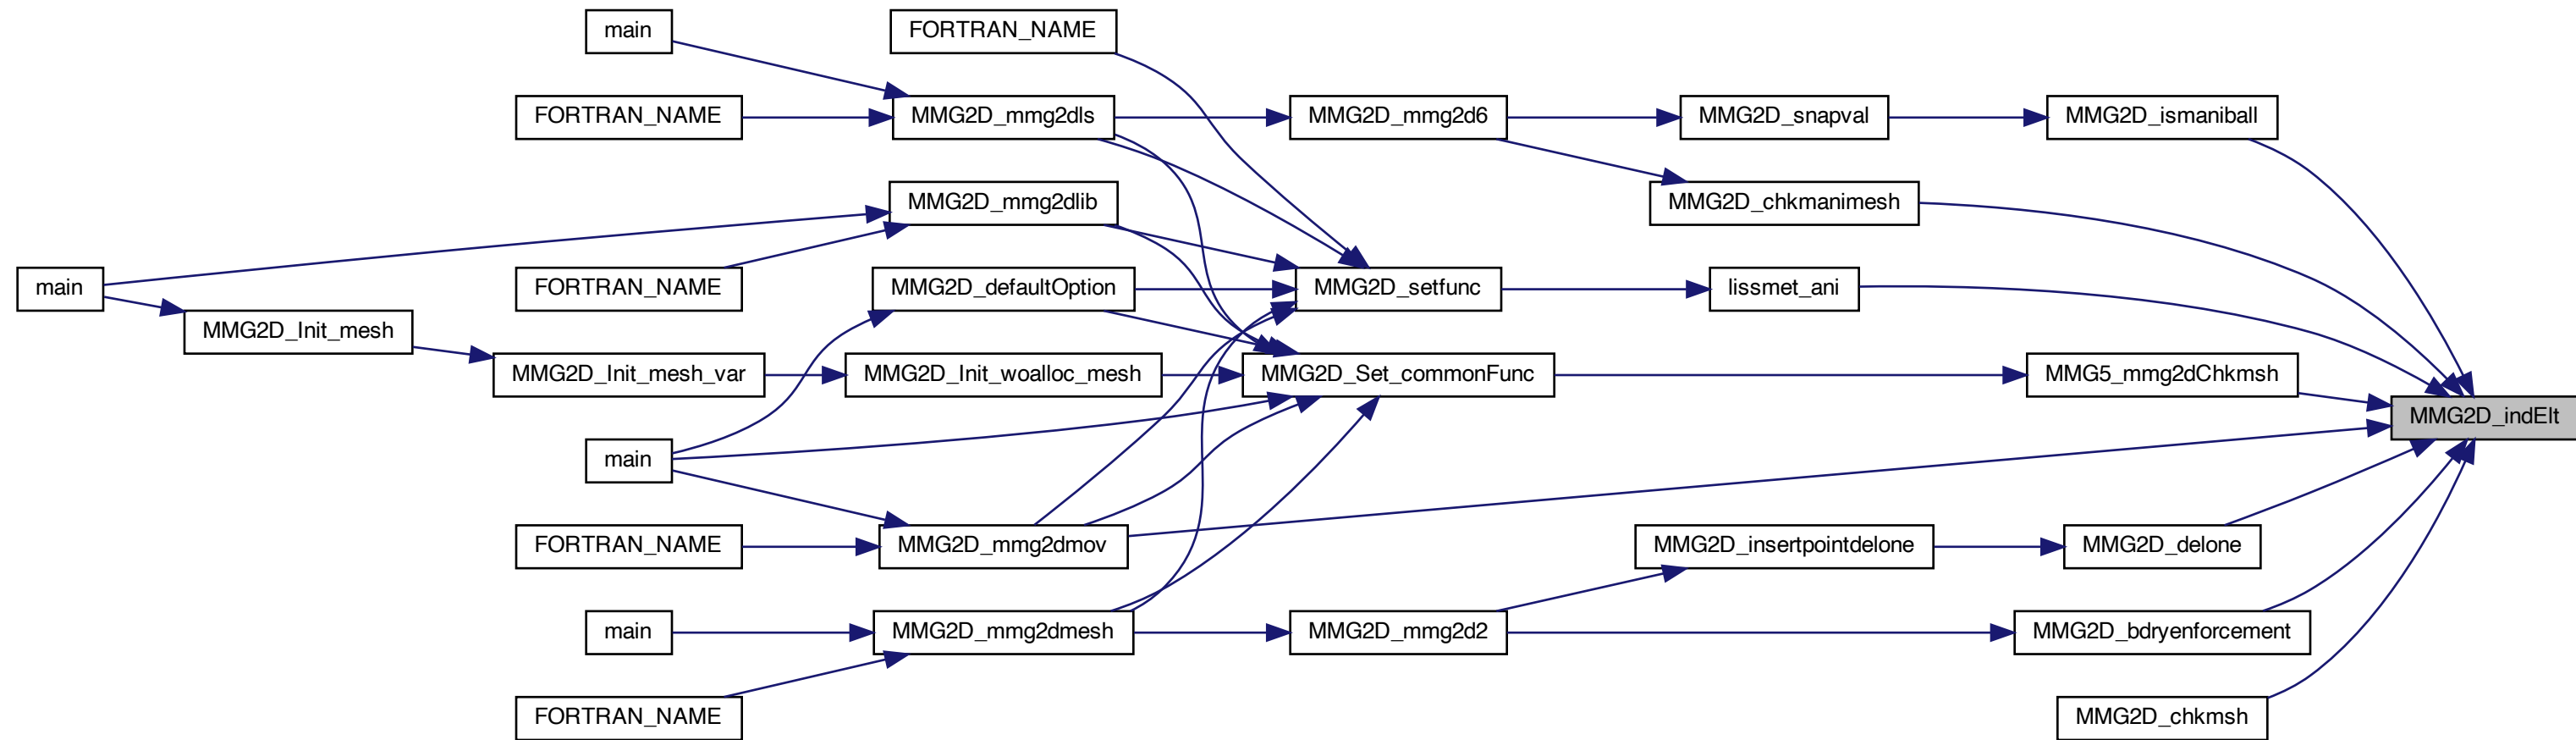 main
FORTRAN_NAME
FORTRAN_NAME
MMG2D_mmg2dls
MMG2D_mmg2d6
MMG2D_snapval
MMG2D_ismaniball
MMG2D_mmg2dlib
MMG2D_chkmanimesh
main
FORTRAN_NAME
MMG2D_defaultOption
MMG2D_setfunc
lissmet_ani
MMG2D_Init_mesh
MMG2D_Init_mesh_var
MMG2D_Init_woalloc_mesh
MMG2D_Set_commonFunc
MMG5_mmg2dChkmsh
MMG2D_indElt
main
FORTRAN_NAME
MMG2D_mmg2dmov
MMG2D_insertpointdelone
MMG2D_delone
main
MMG2D_mmg2dmesh
MMG2D_mmg2d2
MMG2D_bdryenforcement
FORTRAN_NAME
MMG2D_chkmsh